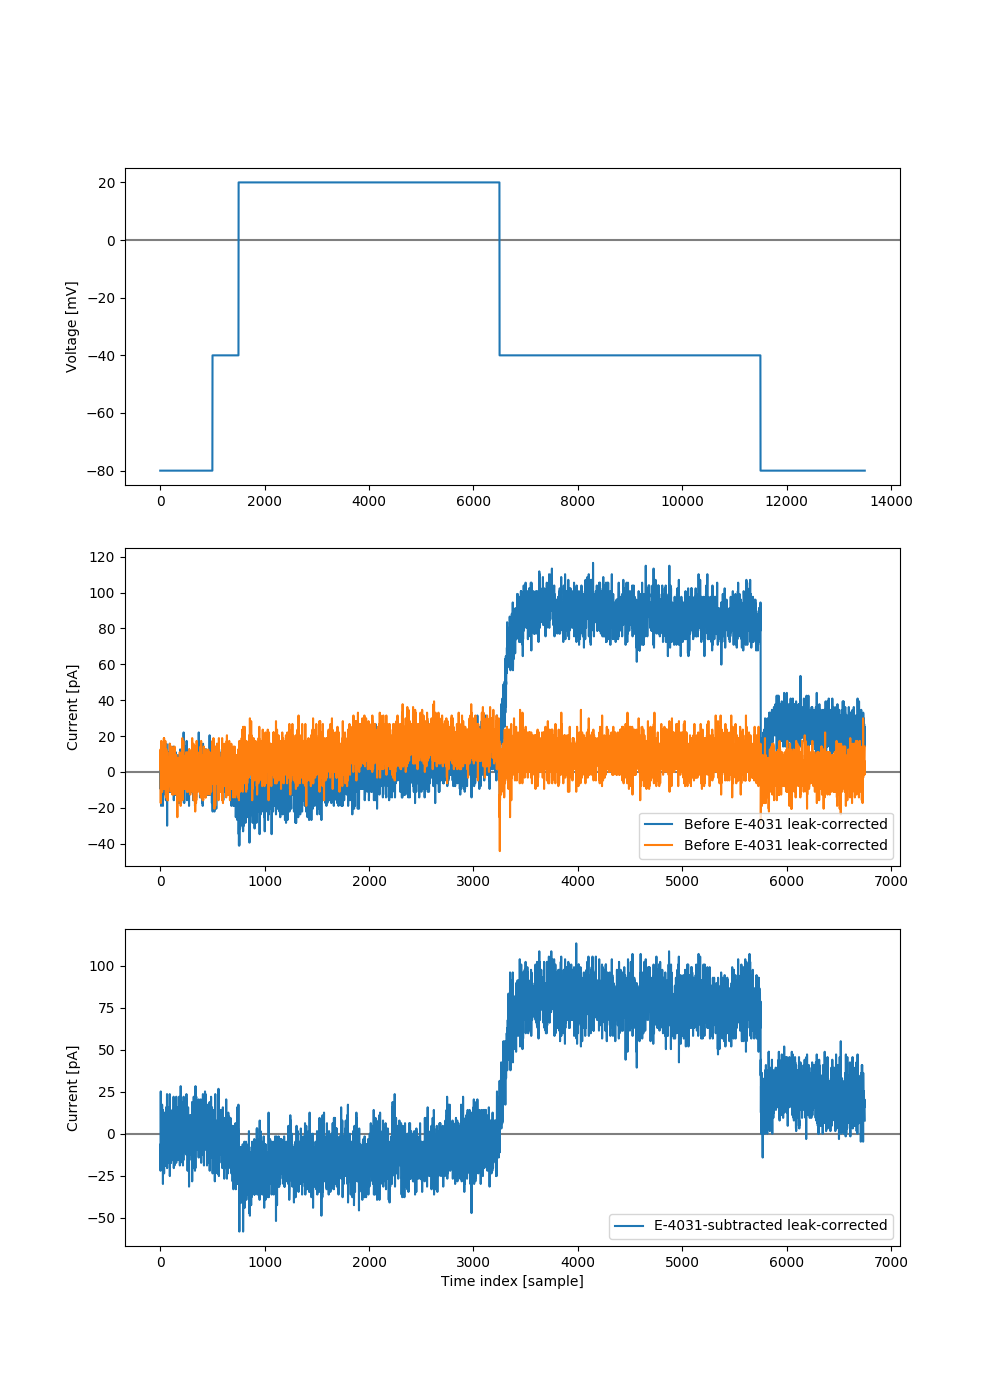 Voltage [mV]
20
0
−20
−40
−60
−80
0 2000 4000 6000 8000 10000 12000 14000
Current [pA]
120
100
80
60
40
20
0
−20
−40
Before E-4031 leak-corrected
Before E-4031 leak-corrected
0 1000 2000 3000 4000 5000 6000 7000
Current [pA]
100
75
50
25
0
−25
−50
E-4031-subtracted leak-corrected
0 1000 2000 3000 4000 5000 6000 7000
Time index [sample]